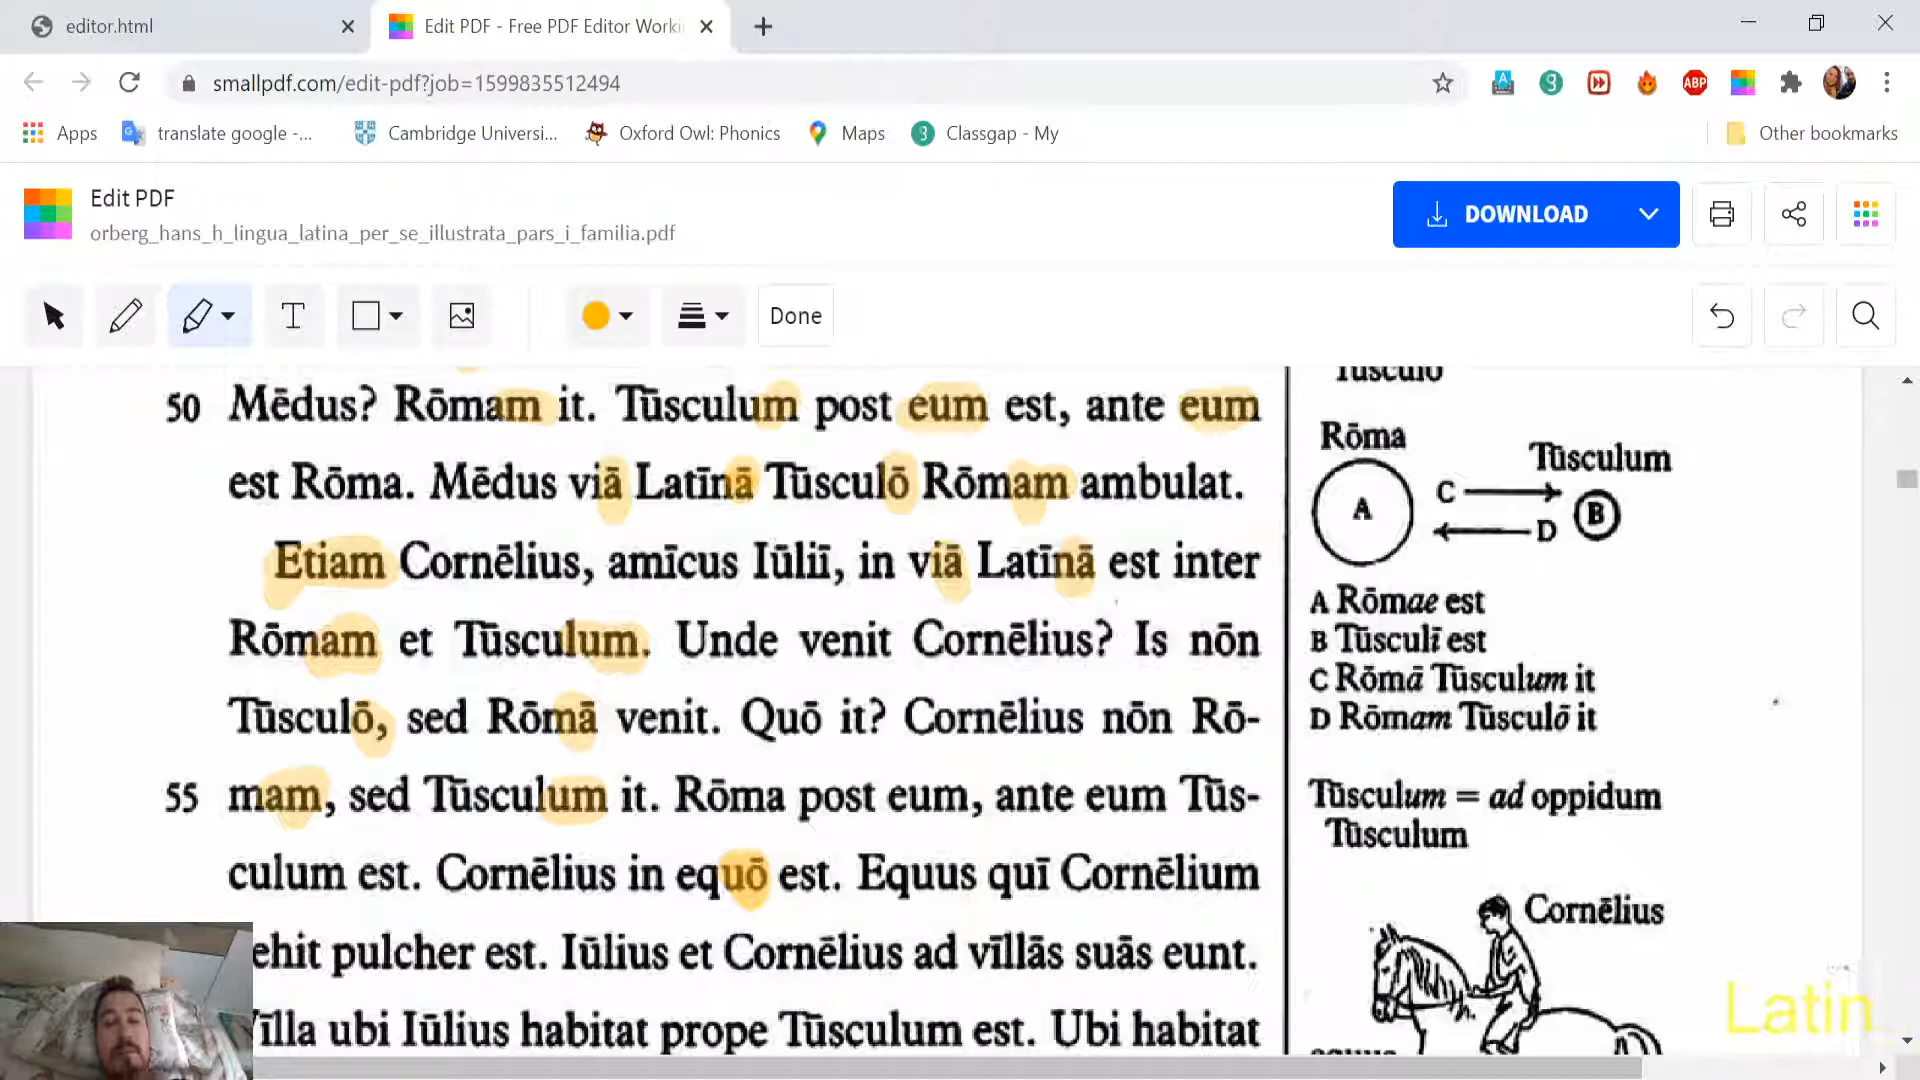 editor.html
Edit PDF - Free PDF Editor Worki
smallpdf.com/edit-pdf?job=1599835512494
Apps
translate google -...
Cambridge Universi...
Oxford Owl: Phonics
Maps
Classgap - My
Other bookmarks
Edit PDF
orberg_hans_h_lingua_latina_per_se_illustrata_pars_i_familia.pdf
DOWNLOAD
Done
50 Mēdus? Rōmam it. Tūsculum post eum est, ante eum
est Rōma. Mēdus viā Latīnā Tūsculō Rōmam ambulat.
Etiam Cornēlius, amīcus Iūliī, in viā Latīnā est inter
Rōmam et Tūsculum. Unde venit Cornēlius? Is nōn
Tūsculō, sed Rōmā venit. Quō it? Cornēlius nōn Rō-
55 mam, sed Tūsculum it. Rōma post eum, ante eum Tūs-
culum est. Cornēlius in equō est. Equus quī Cornēlium
ehit pulcher est. Iūlius et Cornēlius ad vīllās suās eunt.
īlla ubi Iūlius habitat prope Tūsculum est. Ubi habitat
Tūsculō
Rōma
Tūsculum
A
C
B
D
A Rōmae est
B Tūsculī est
C Rōmā Tūsculum it
D Rōmam Tūsculō it
Tūsculum = ad oppidum
Tūsculum
Cornēlius
equus
Latin